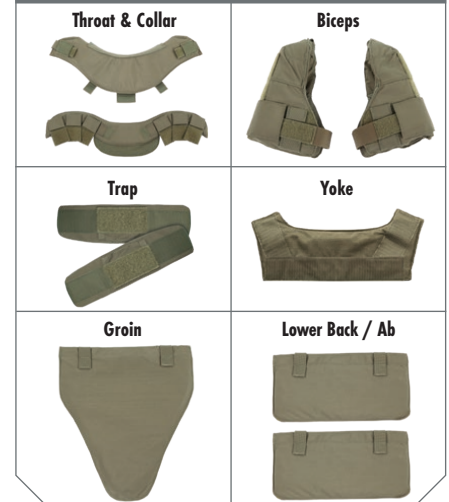 Throat & Collar
Biceps
Trap
Yoke
Groin
Lower Back / Ab